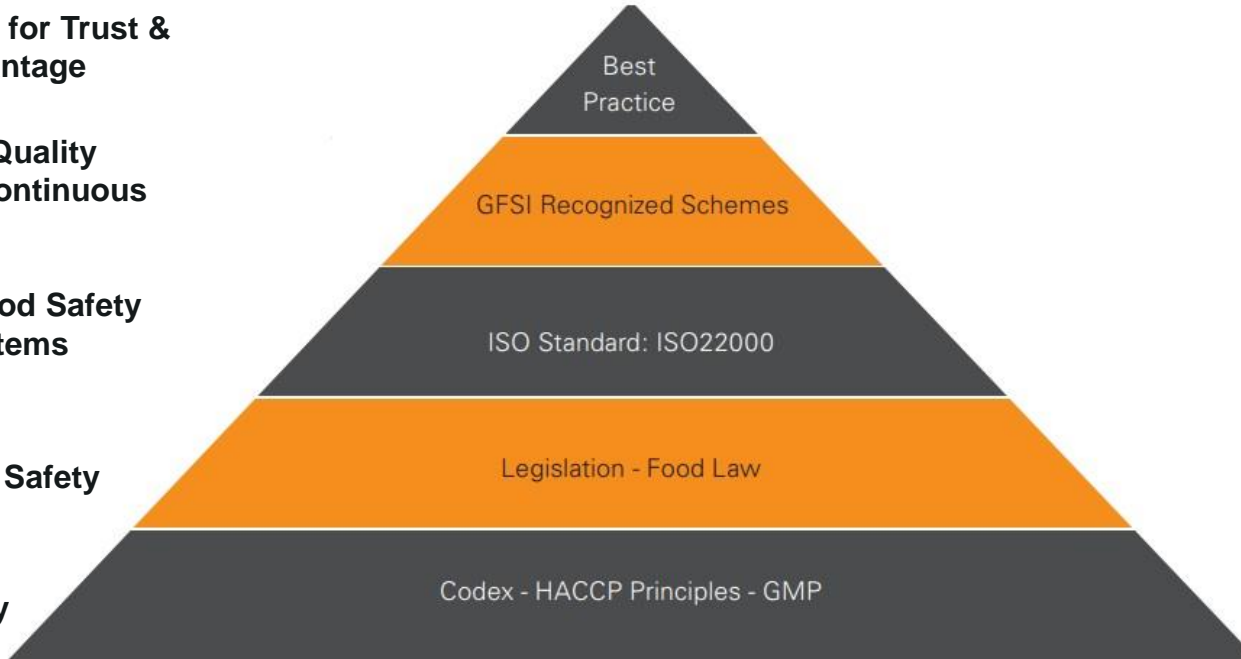 for Trust &
ntage
Best
Practice
Quality
ontinuous
GFSI Recognized Schemes
od Safety
tems
ISO Standard: ISO22000
Safety
Legislation - Food Law
y
Codex - HACCP Principles - GMP